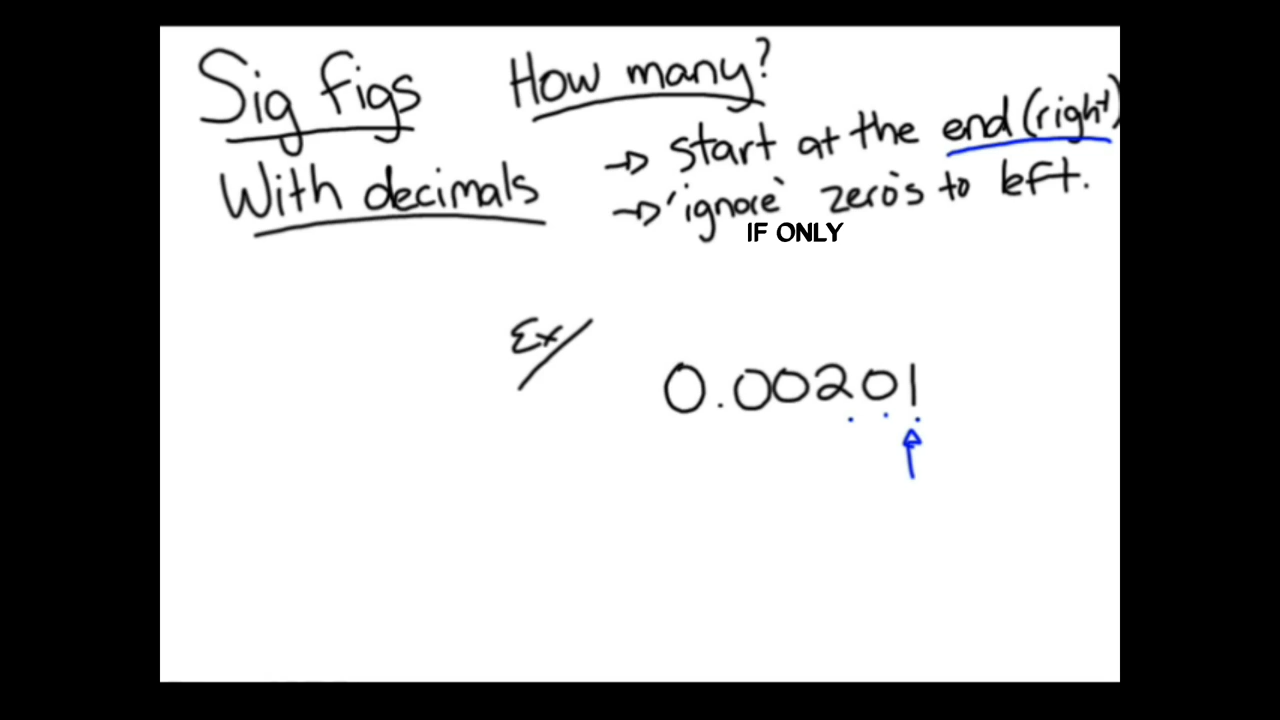 Sig figs How many?
With decimals
→ start at the end (right)
→ 'ignore' zero's to left.
IF ONLY
Ex/
0.00201